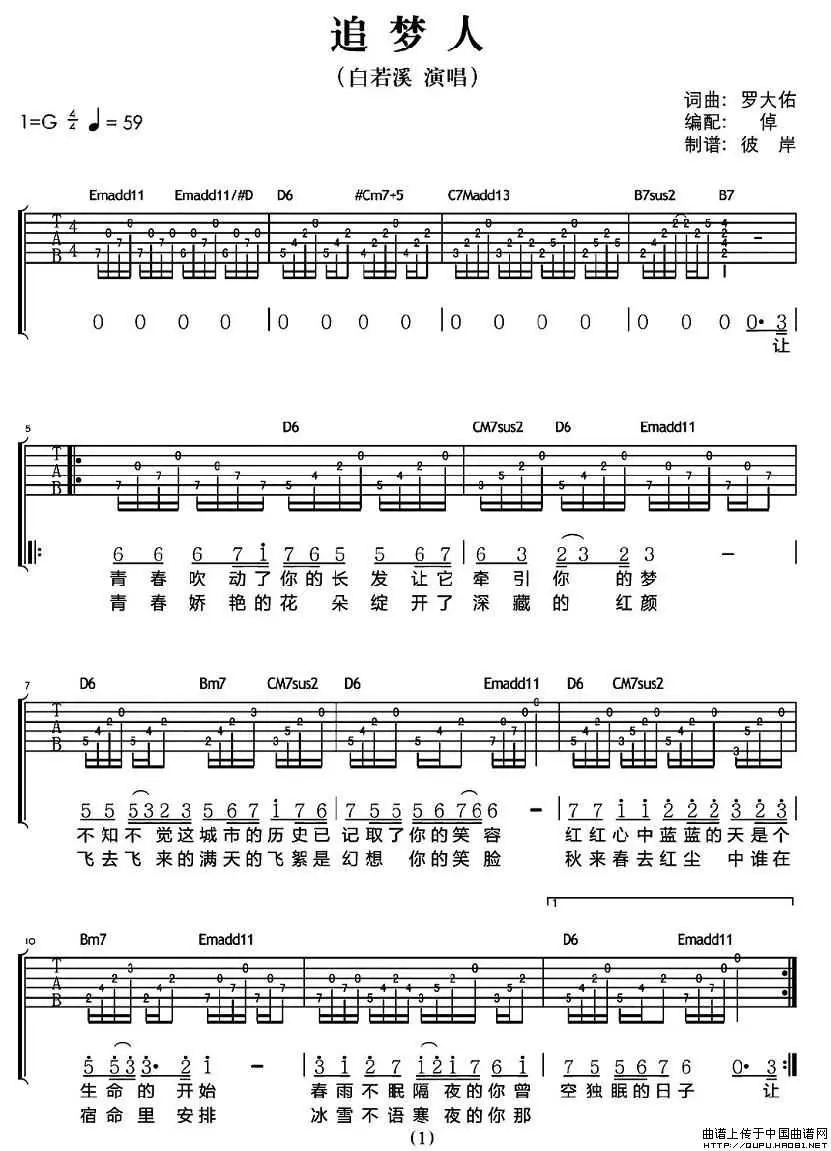 追 梦 人
（白若溪 演唱）
词曲：罗大佑
1=G 4/4 ♩=59
编配： 倬
制谱：彼 岸
Emadd11 Emadd11/#D D6 #Cm7-5 C7Madd13 B7sus2 B7
0 0 0 0 | 0 0 0 0 | 0 0 0 0 | 0 0 0 0· 3
让
5 D6 CM7sus2 D6 Emadd11
6 6 6 7 1 7 6 5 5 6 7 | 6 3 2 3 2 3 –
青 春 吹 动 了 你 的 长 发 让 它 牵 引 你 的 梦
青 春 娇 艳 的 花 朵 绽 开 了 深 藏 的 红 颜
7 D6 Bm7 CM7sus2 D6 Emadd11 D6 CM7sus2
5 5 5 3 2 3 5 6 7 1 7 6 | 7 5 5 5 6 7 6 6 – | 7 7 1 1 2 2 2 3 2 2
不 知 不 觉 这 城 市 的 历 史 已 记 取 了 你 的 笑 容 红 红 心 中 蓝 蓝 的 天 是 个
飞 去 飞 来 的 满 天 的 飞 絮 是 幻 想 你 的 笑 脸 秋 来 春 去 红 尘 中 谁 在
1
10 Bm7 Emadd11 D6 Emadd11
5 5 3 3· 2 1 – | 3 1 2 7 1 2 1 7 6 1 | 7 5 5 6 7 6 0· 3
生 命 的 开 始 春 雨 不 眠 隔 夜 的 你 曾 空 独 眠 的 日 子 让
宿 命 里 安 排 冰 雪 不 语 寒 夜 的 你 那
(1)
曲谱上传于中国曲谱网
HTTP://QUPU.HAO81.NET